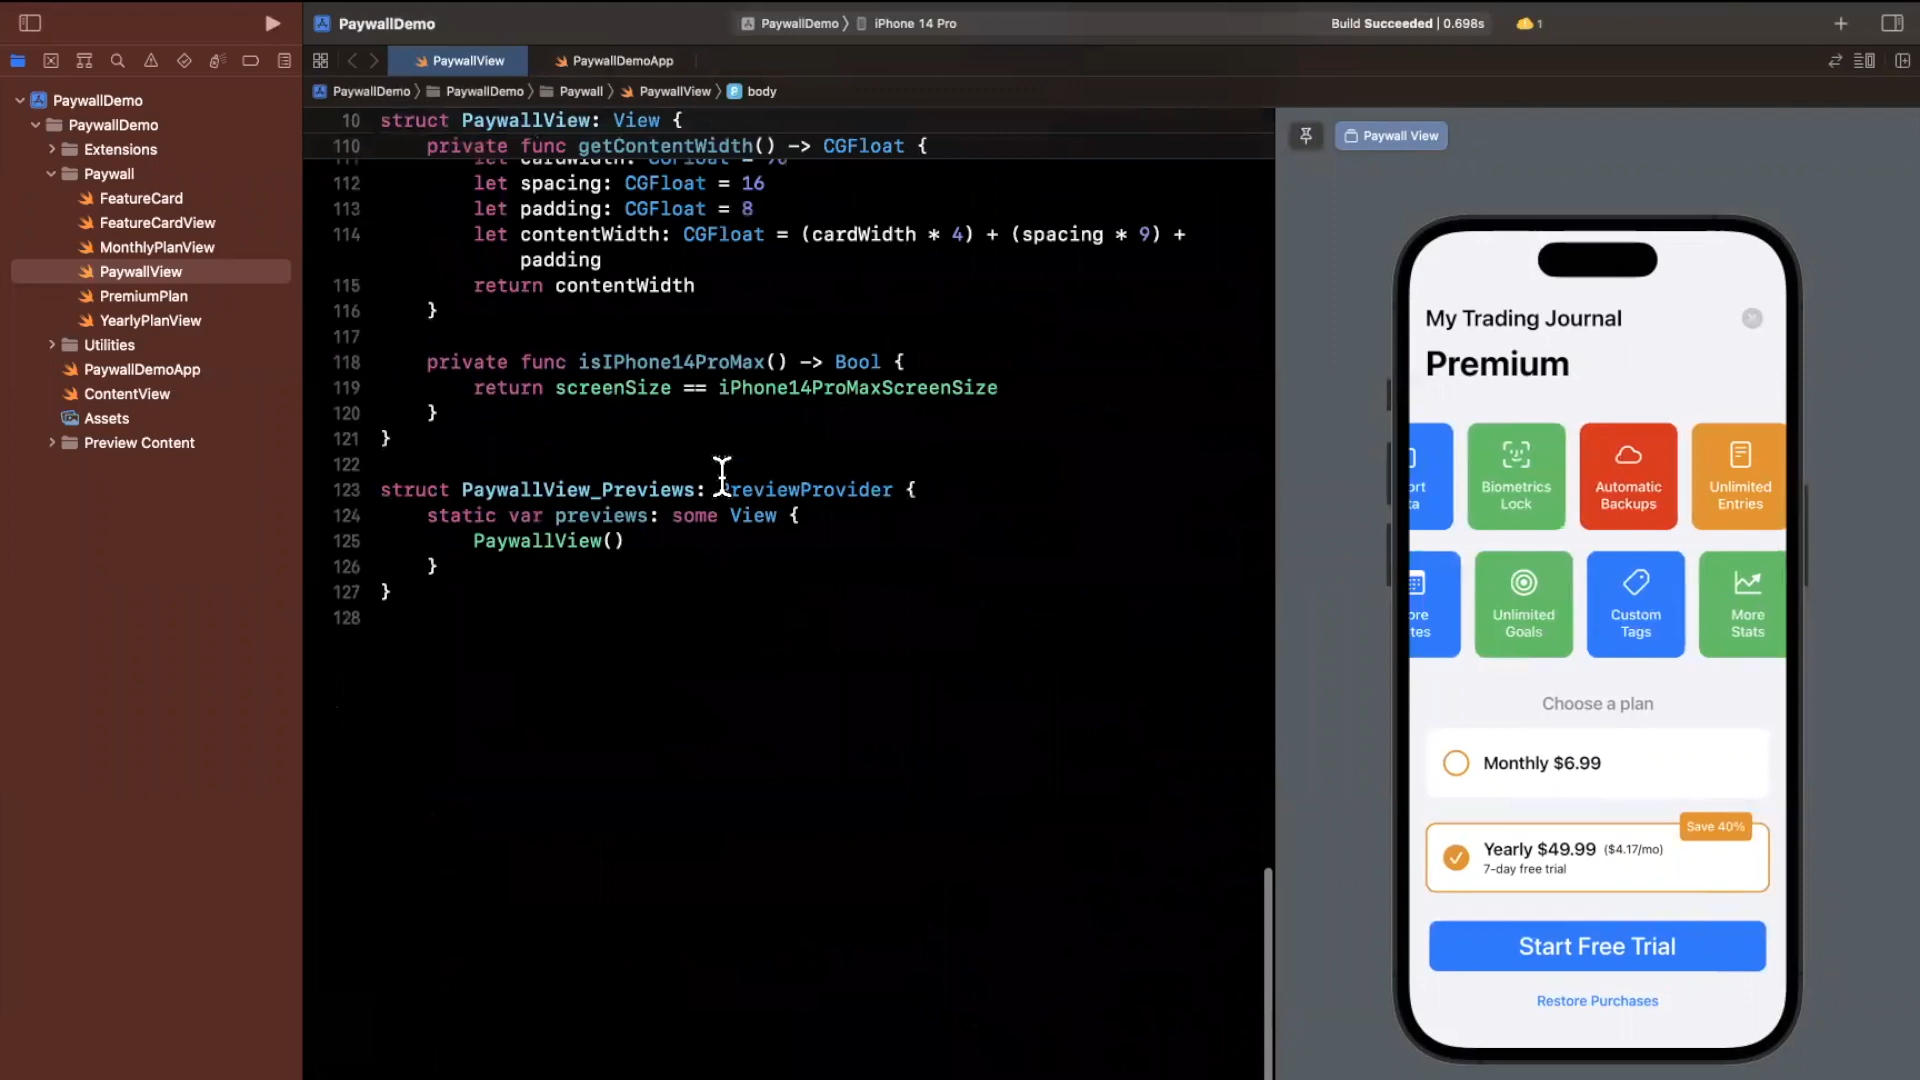 PaywallDemo
PaywallDemo 〉 iPhone 14 Pro
Build Succeeded | 0.698s
1
PaywallView
PaywallDemoApp
PaywallDemo 〉 PaywallDemo 〉 Paywall 〉 PaywallView 〉 P body
PaywallDemo
PaywallDemo
Extensions
Paywall
FeatureCard
FeatureCardView
MonthlyPlanView
PaywallView
PremiumPlan
YearlyPlanView
Utilities
PaywallDemoApp
ContentView
Assets
Preview Content
10 struct PaywallView: View {
110 private func getContentWidth() -> CGFloat {
112 let spacing: CGFloat = 16
113 let padding: CGFloat = 8
114 let contentWidth: CGFloat = (cardWidth * 4) + (spacing * 9) +
padding
115 return contentWidth
116 }
117
118 private func isIPhone14ProMax() -> Bool {
119 return screenSize == iPhone14ProMaxScreenSize
120 }
121 }
122
123 struct PaywallView_Previews: PreviewProvider {
124 static var previews: some View {
125 PaywallView()
126 }
127 }
128
Paywall View
My Trading Journal
Premium
ort
ta
Biometrics
Lock
Automatic
Backups
Unlimited
Entries
ore
tes
Unlimited
Goals
Custom
Tags
More
Stats
Choose a plan
Monthly $6.99
Save 40%
Yearly $49.99 ($4.17/mo)
7-day free trial
Start Free Trial
Restore Purchases